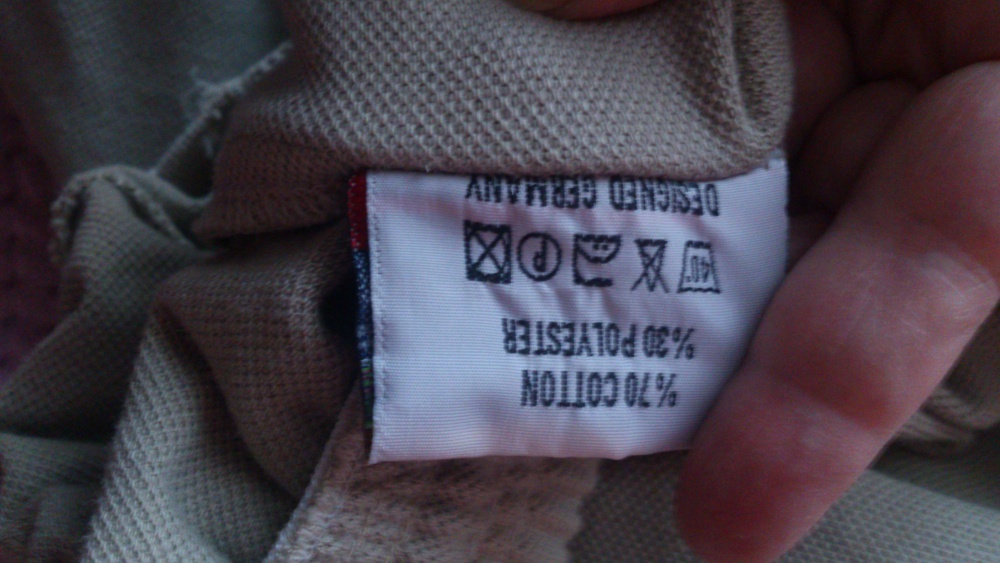 %70 COTTON
%30 POLYESTER
40° P
DESIGNED GERMANY